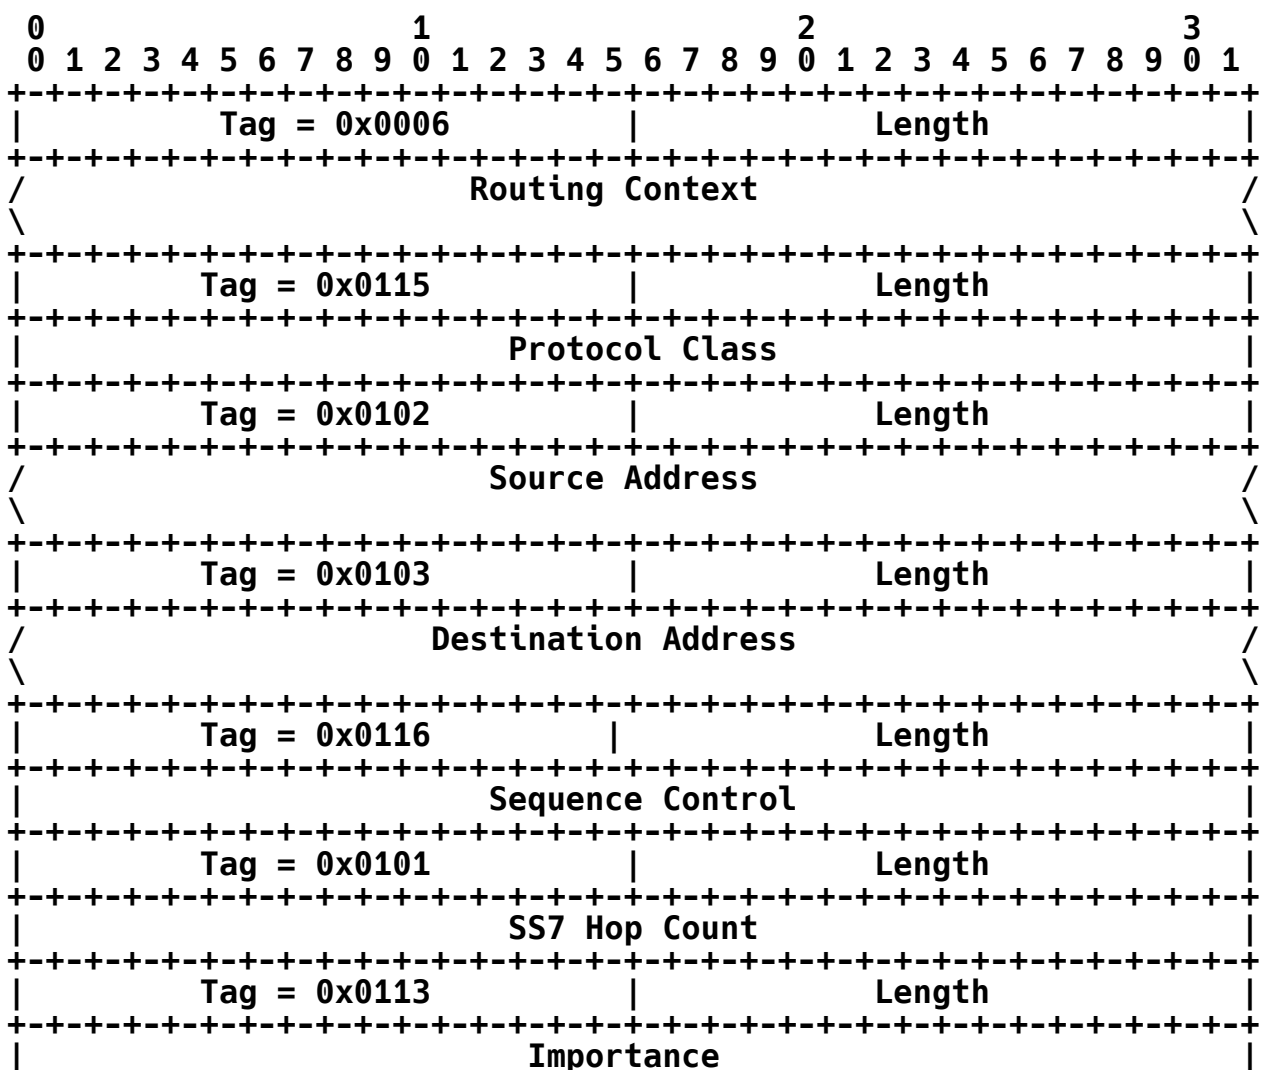 0                   1                   2                   3
 0 1 2 3 4 5 6 7 8 9 0 1 2 3 4 5 6 7 8 9 0 1 2 3 4 5 6 7 8 9 0 1
+-+-+-+-+-+-+-+-+-+-+-+-+-+-+-+-+-+-+-+-+-+-+-+-+-+-+-+-+-+-+-+-+
|          Tag = 0x0006         |            Length             |
+-+-+-+-+-+-+-+-+-+-+-+-+-+-+-+-+-+-+-+-+-+-+-+-+-+-+-+-+-+-+-+-+
/                       Routing Context                         /
\                                                               \
+-+-+-+-+-+-+-+-+-+-+-+-+-+-+-+-+-+-+-+-+-+-+-+-+-+-+-+-+-+-+-+-+
|         Tag = 0x0115          |            Length             |
+-+-+-+-+-+-+-+-+-+-+-+-+-+-+-+-+-+-+-+-+-+-+-+-+-+-+-+-+-+-+-+-+
|                         Protocol Class                        |
+-+-+-+-+-+-+-+-+-+-+-+-+-+-+-+-+-+-+-+-+-+-+-+-+-+-+-+-+-+-+-+-+
|         Tag = 0x0102          |            Length             |
+-+-+-+-+-+-+-+-+-+-+-+-+-+-+-+-+-+-+-+-+-+-+-+-+-+-+-+-+-+-+-+-+
/                        Source Address                         /
\                                                               \
+-+-+-+-+-+-+-+-+-+-+-+-+-+-+-+-+-+-+-+-+-+-+-+-+-+-+-+-+-+-+-+-+
|         Tag = 0x0103          |            Length             |
+-+-+-+-+-+-+-+-+-+-+-+-+-+-+-+-+-+-+-+-+-+-+-+-+-+-+-+-+-+-+-+-+
/                     Destination Address                       /
\                                                               \
+-+-+-+-+-+-+-+-+-+-+-+-+-+-+-+-+-+-+-+-+-+-+-+-+-+-+-+-+-+-+-+-+
|         Tag = 0x0116         |             Length             |
+-+-+-+-+-+-+-+-+-+-+-+-+-+-+-+-+-+-+-+-+-+-+-+-+-+-+-+-+-+-+-+-+
|                        Sequence Control                       |
+-+-+-+-+-+-+-+-+-+-+-+-+-+-+-+-+-+-+-+-+-+-+-+-+-+-+-+-+-+-+-+-+
|         Tag = 0x0101          |            Length             |
+-+-+-+-+-+-+-+-+-+-+-+-+-+-+-+-+-+-+-+-+-+-+-+-+-+-+-+-+-+-+-+-+
|                         SS7 Hop Count                         |
+-+-+-+-+-+-+-+-+-+-+-+-+-+-+-+-+-+-+-+-+-+-+-+-+-+-+-+-+-+-+-+-+
|         Tag = 0x0113          |            Length             |
+-+-+-+-+-+-+-+-+-+-+-+-+-+-+-+-+-+-+-+-+-+-+-+-+-+-+-+-+-+-+-+-+
|                          Importance                           |